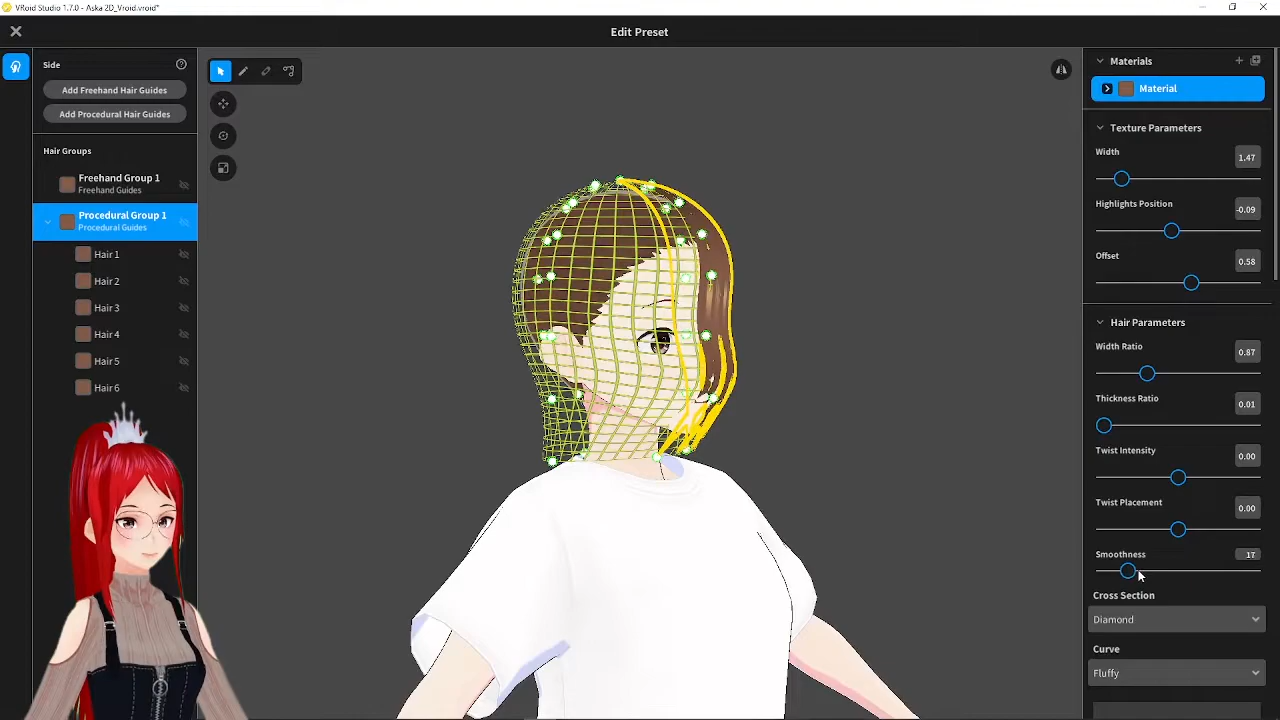 VRoid Studio 1.7.0 - Aska 2D_Vroid.vroid*
Edit Preset
Side
Add Freehand Hair Guides
Add Procedural Hair Guides
Hair Groups
Freehand Group 1
Freehand Guides
Procedural Group 1
Procedural Guides
Hair 1
Hair 2
Hair 3
Hair 4
Hair 5
Hair 6
Materials
Material
Texture Parameters
Width
1.47
Highlights Position
-0.09
Offset
0.58
Hair Parameters
Width Ratio
0.87
Thickness Ratio
0.01
Twist Intensity
0.00
Twist Placement
0.00
Smoothness
17
Cross Section
Diamond
Curve
Fluffy